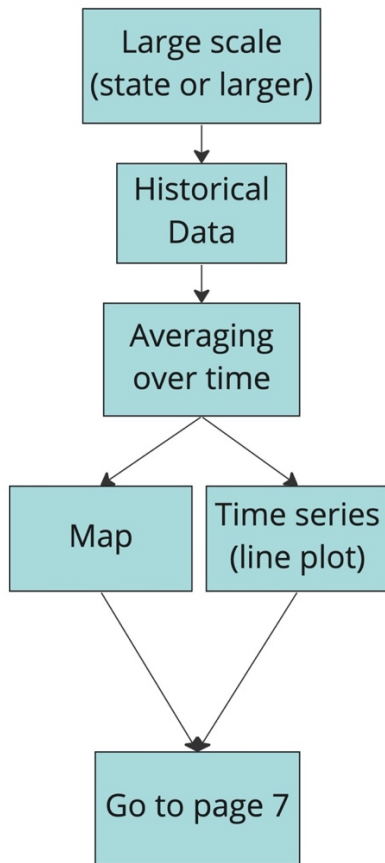 Large scale
(state or larger)
Historical
Data
Averaging
over time
Map
Time series
(line plot)
Go to page 7